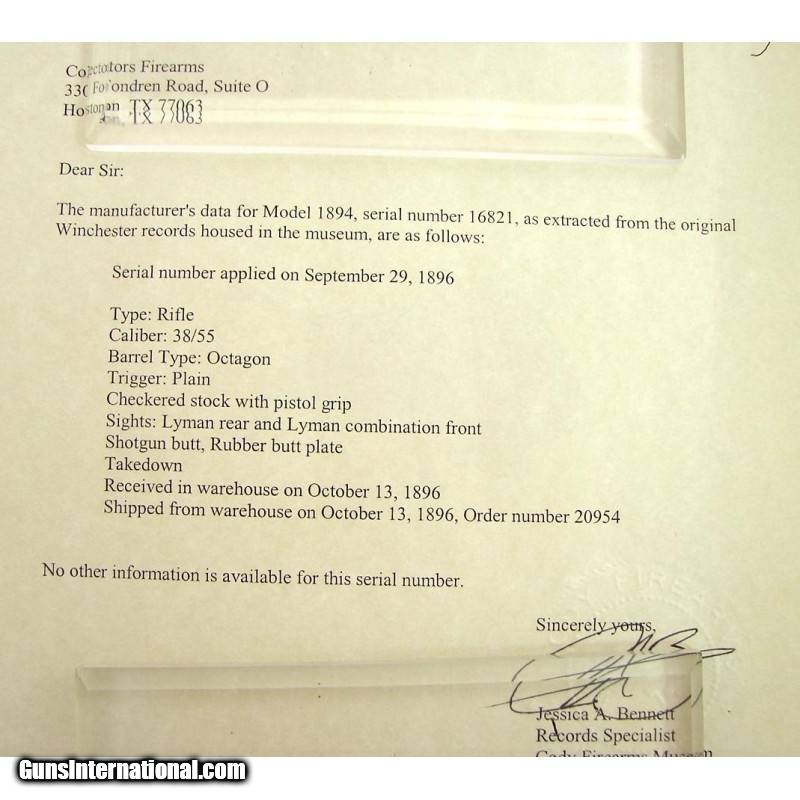 Firearms
Road, Suite O
TX 77063
Dear Sir:
The manufacturer's data for Model 1894, serial number 16821, as extracted from the original
Winchester records housed in the museum, are as follows:
Serial number applied on September 29, 1896
Type: Rifle
Caliber: 38/55
Barrel Type: Octagon
Trigger: Plain
Checkered stock with pistol grip
Sights: Lyman rear and Lyman combination front
Shotgun butt, Rubber butt plate
Takedown
Received in warehouse on October 13, 1896
Shipped from warehouse on October 13, 1896, Order number 20954
No other information is available for this serial number.
Sincerely yours,
Jessica A. Bennett
Records Specialist
Cody Firearms Museum
GunsInternational.com